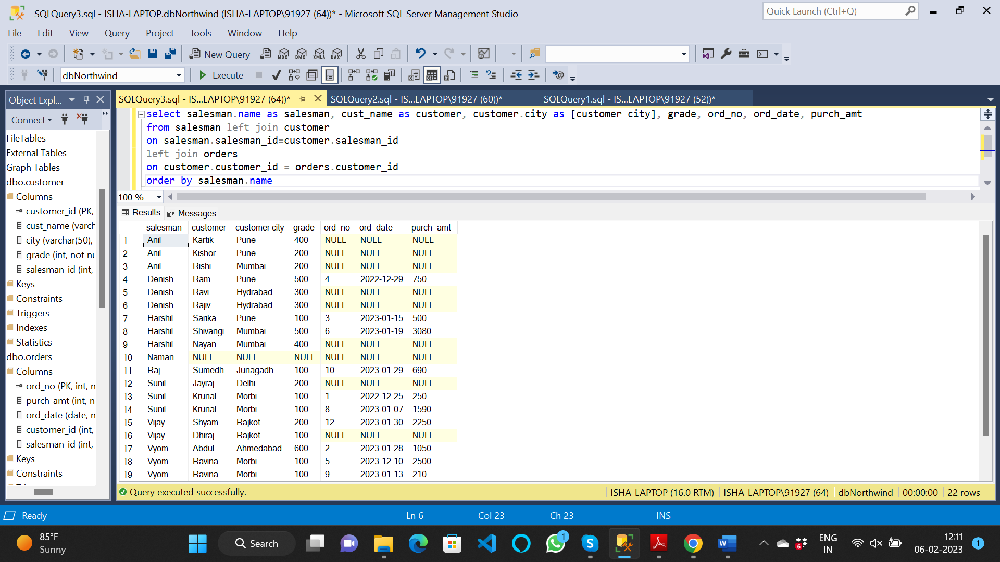 SQLQuery3.sql - ISHA-LAPTOP.dbNorthwind (ISHA-LAPTOP\91927 (64))* - Microsoft SQL Server Management Studio
Quick Launch (Ctrl+Q)
File Edit View Query Project Tools Window Help
New Query MDX DMX XMLA DAX
dbNorthwind Execute
Object Expl...
SQLQuery3.sql - IS...LAPTOP\91927 (64))* SQLQuery2.sql - IS...LAPTOP\91927 (60))* SQLQuery1.sql - IS...LAPTOP\91927 (52))*
Connect
FileTables
External Tables
Graph Tables
dbo.customer
Columns
customer_id (PK,
cust_name (varch
city (varchar(50),
grade (int, not nu
salesman_id (int,
Keys
Constraints
Triggers
Indexes
Statistics
dbo.orders
Columns
ord_no (PK, int, n
purch_amt (int, n
ord_date (date, n
customer_id (int,
salesman_id (int,
Keys
Constraints
select salesman.name as salesman, cust_name as customer, customer.city as [customer city], grade, ord_no, ord_date, purch_amt
from salesman left join customer
on salesman.salesman_id=customer.salesman_id
left join orders
on customer.customer_id = orders.customer_id
order by salesman.name
100 %
Results Messages
salesman customer customer city grade ord_no ord_date purch_amt
1 Anil Kartik Pune 400 NULL NULL NULL
2 Anil Kishor Pune 200 NULL NULL NULL
3 Anil Rishi Mumbai 200 NULL NULL NULL
4 Denish Ram Pune 500 4 2022-12-29 750
5 Denish Ravi Hydrabad 300 NULL NULL NULL
6 Denish Rajiv Hydrabad 300 NULL NULL NULL
7 Harshil Sarika Pune 100 3 2023-01-15 500
8 Harshil Shivangi Mumbai 500 6 2023-01-19 3080
9 Harshil Nayan Mumbai 400 NULL NULL NULL
10 Naman NULL NULL NULL NULL NULL NULL
11 Raj Sumedh Junagadh 100 10 2023-01-29 690
12 Sunil Jayraj Delhi 200 NULL NULL NULL
13 Sunil Krunal Morbi 100 1 2022-12-25 250
14 Sunil Krunal Morbi 100 8 2023-01-07 1590
15 Vijay Shyam Rajkot 200 12 2023-01-30 2250
16 Vijay Dhiraj Rajkot 100 NULL NULL NULL
17 Vyom Abdul Ahmedabad 600 2 2023-01-28 1050
18 Vyom Ravina Morbi 100 5 2023-12-10 2500
19 Vyom Ravina Morbi 100 9 2023-01-13 210
Query executed successfully. ISHA-LAPTOP (16.0 RTM) ISHA-LAPTOP\91927 (64) dbNorthwind 00:00:00 22 rows
Ready Ln 6 Col 23 Ch 23 INS
85°F
Sunny
Search
1
6
ENG
IN
12:11
06-02-2023
1